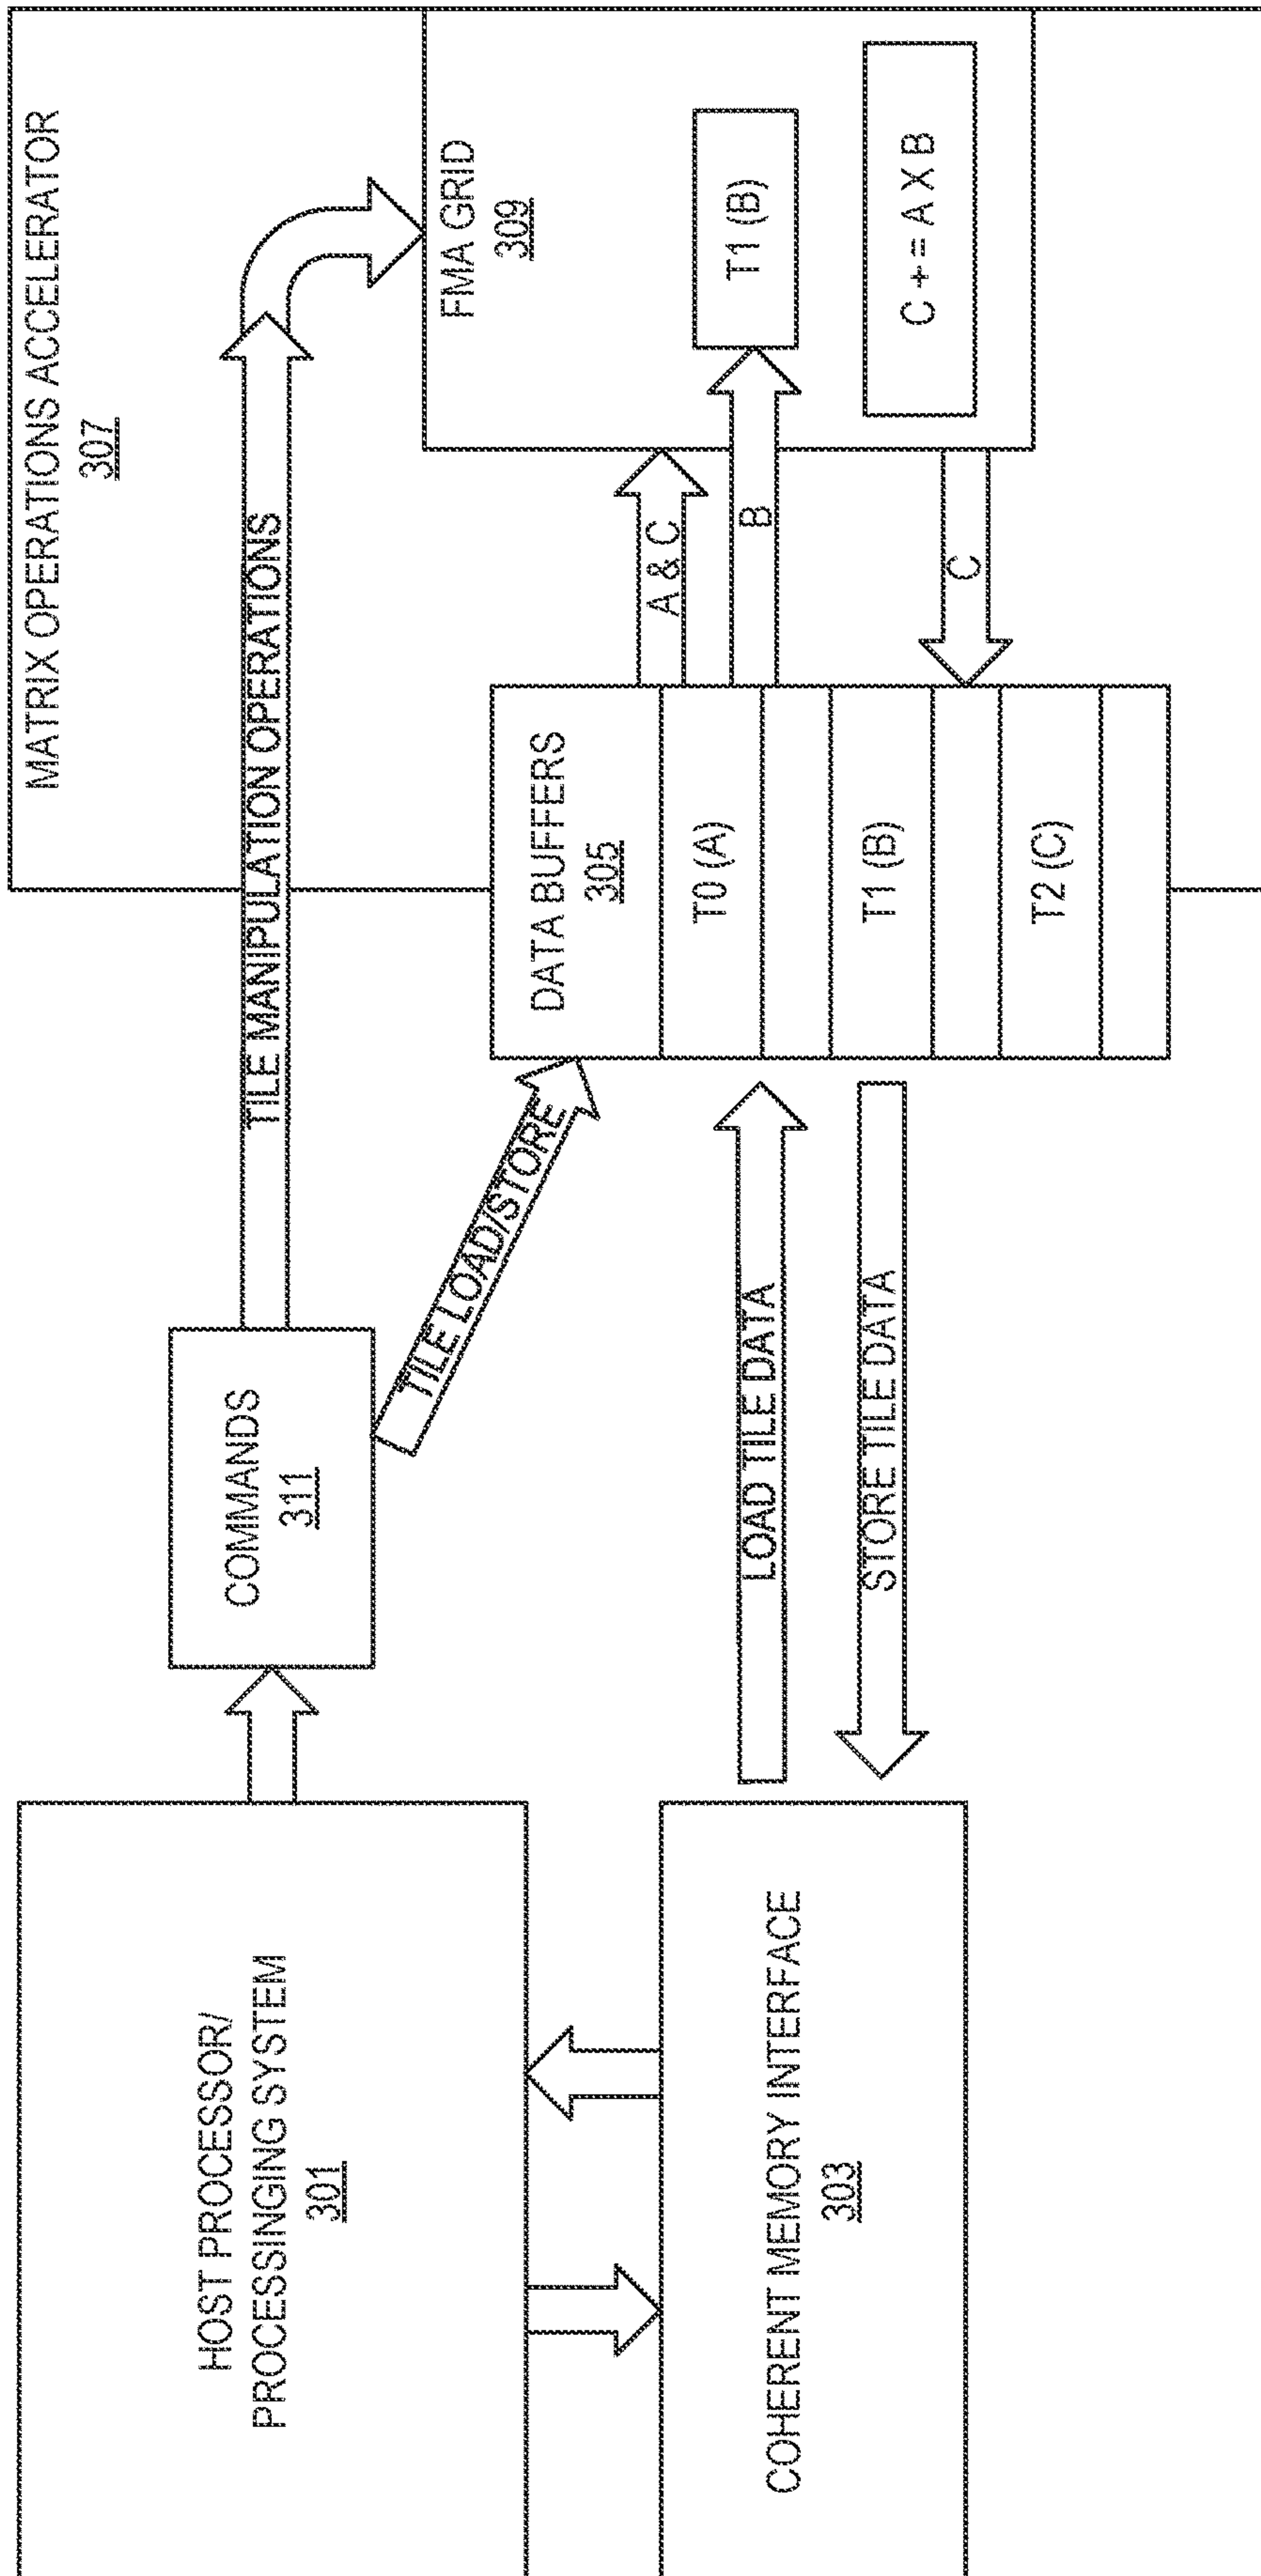 HOST PROCESSOR/
PROCESSINGING SYSTEM
301
COHERENT MEMORY INTERFACE
303
COMMANDS
311
TILE MANIPULATION OPERATIONS
TILE LOAD/STORE
LOAD TILE DATA
STORE TILE DATA
MATRIX OPERATIONS ACCELERATOR
307
DATA BUFFERS
305
T0 (A)
T1 (B)
T2 (C)
A & C
B
C
FMA GRID
309
T1 (B)
C + = A X B